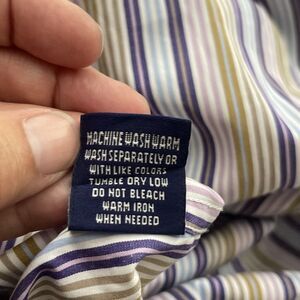 MACHINE WASH WARM
WASH SEPARATELY OR
WITH LIKE COLORS
TUMBLE DRY LOW
DO NOT BLEACH
WARM IRON
WHEN NEEDED